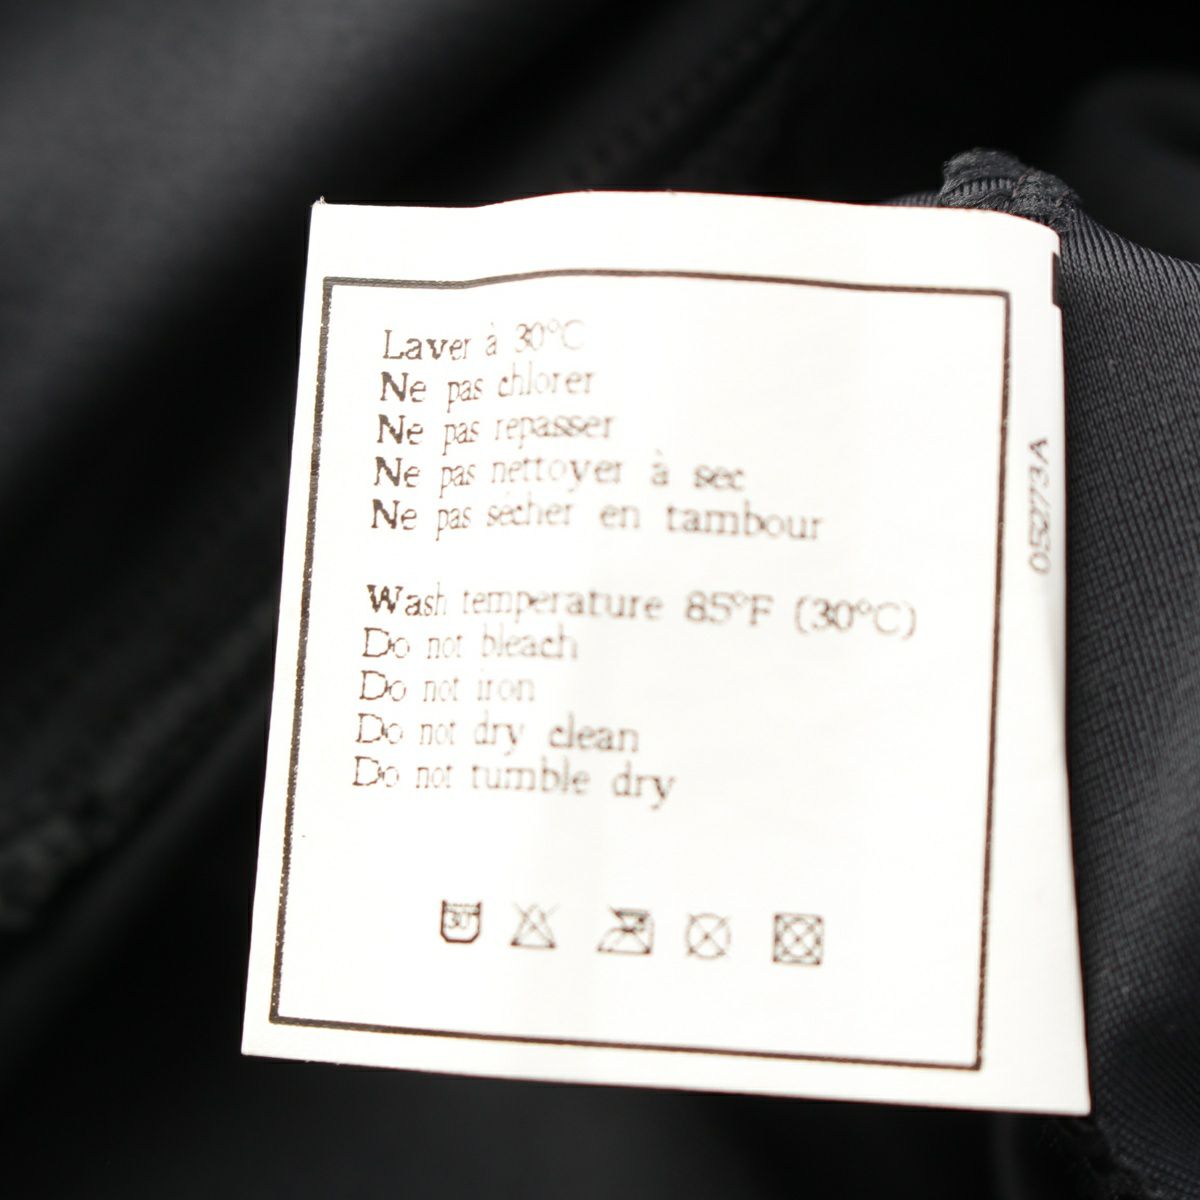 Laver à 30°C
Ne pas chlorer
Ne pas repasser
Ne pas nettoyer à sec
Ne pas sécher en tambour
Wash temperature 85°F (30°C)
Do not bleach
Do not iron
Do not dry clean
Do not tumble dry
30°
05273A